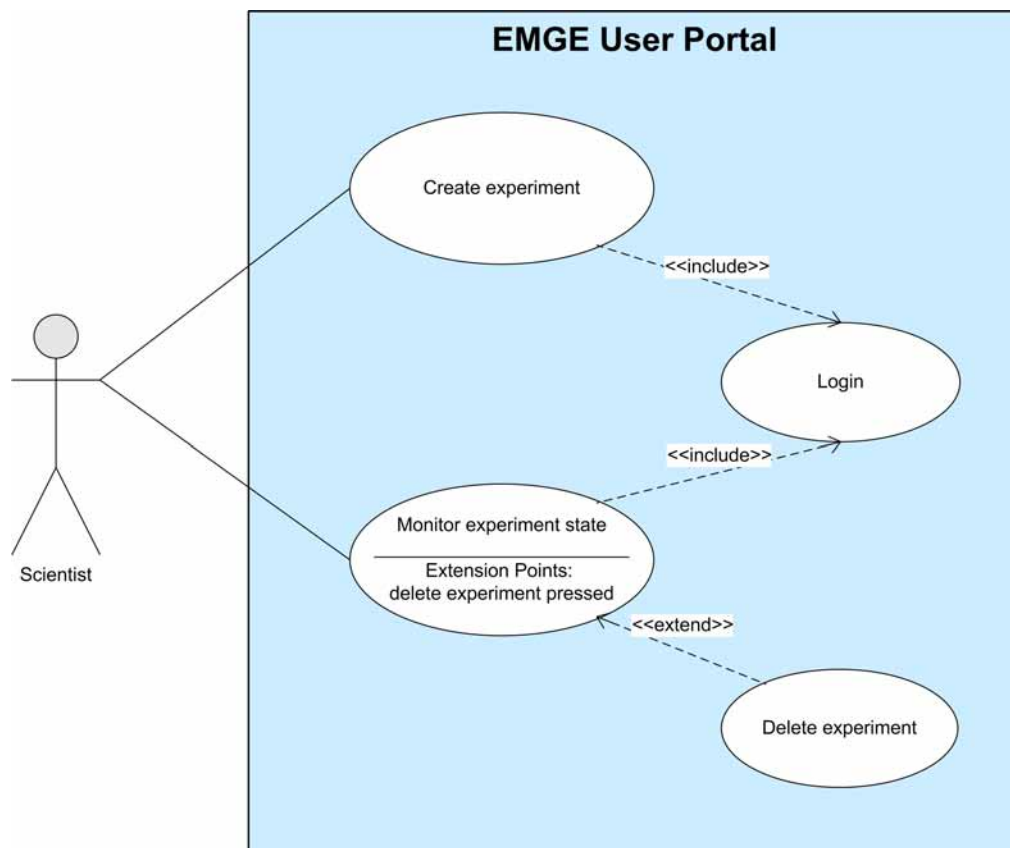 EMGE User Portal
Create experiment
<<include>>
Login
<<include>>
Monitor experiment state
Extension Points:
delete experiment pressed
Scientist
<<extend>>
Delete experiment